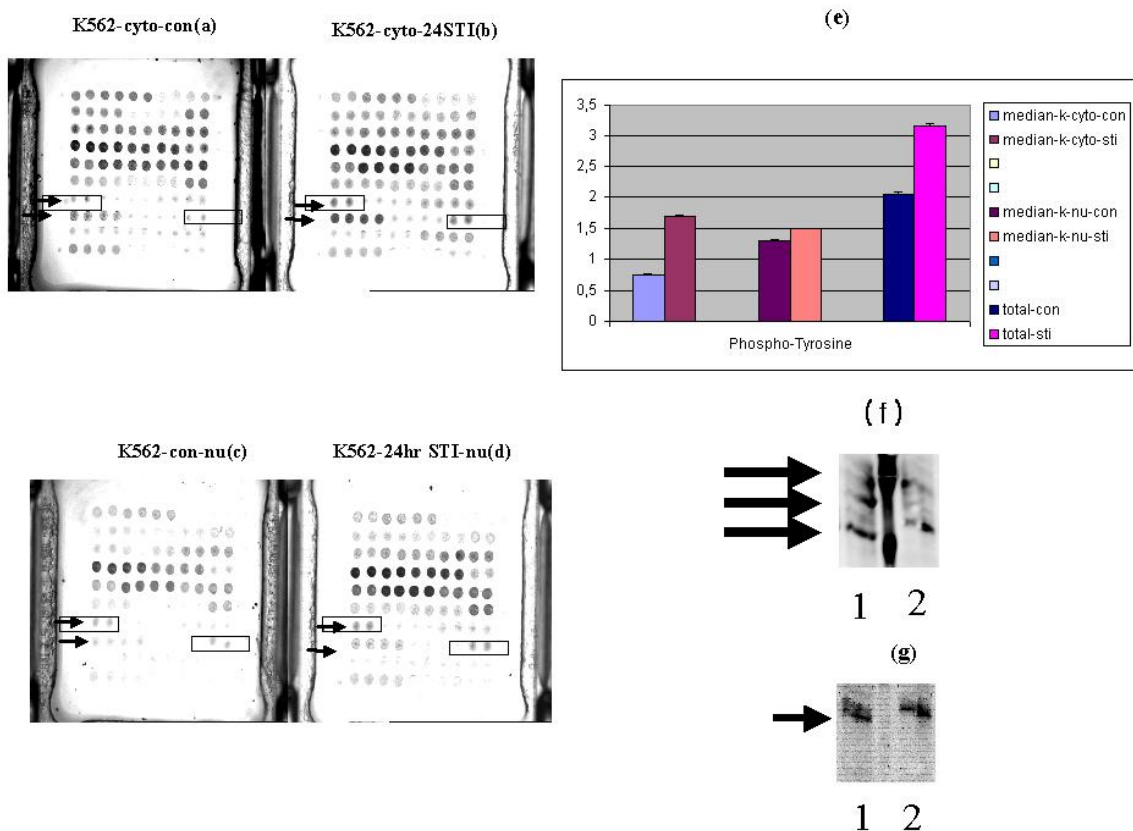 K562-cyto-con(a)
K562-cyto-24STI(b)
(e)
3,5
3
2,5
2
1,5
1
0,5
0
Phospho-Tyrosine
median-k-cyto-con
median-k-cyto-sti
median-k-nu-con
median-k-nu-sti
total-con
total-sti
K562-con-nu(c)
K562-24hr STI-nu(d)
(f)
1 2
(g)
1 2